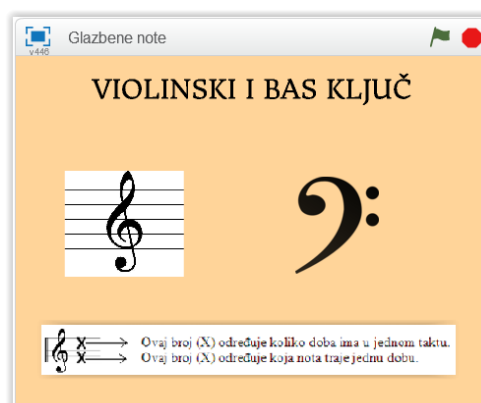 Glazbene note
v446
VIOLINSKI I BAS KLJUČ
X Ovaj broj (X) određuje koliko doba ima u jednom taktu.
X Ovaj broj (X) određuje koja nota traje jednu dobu.